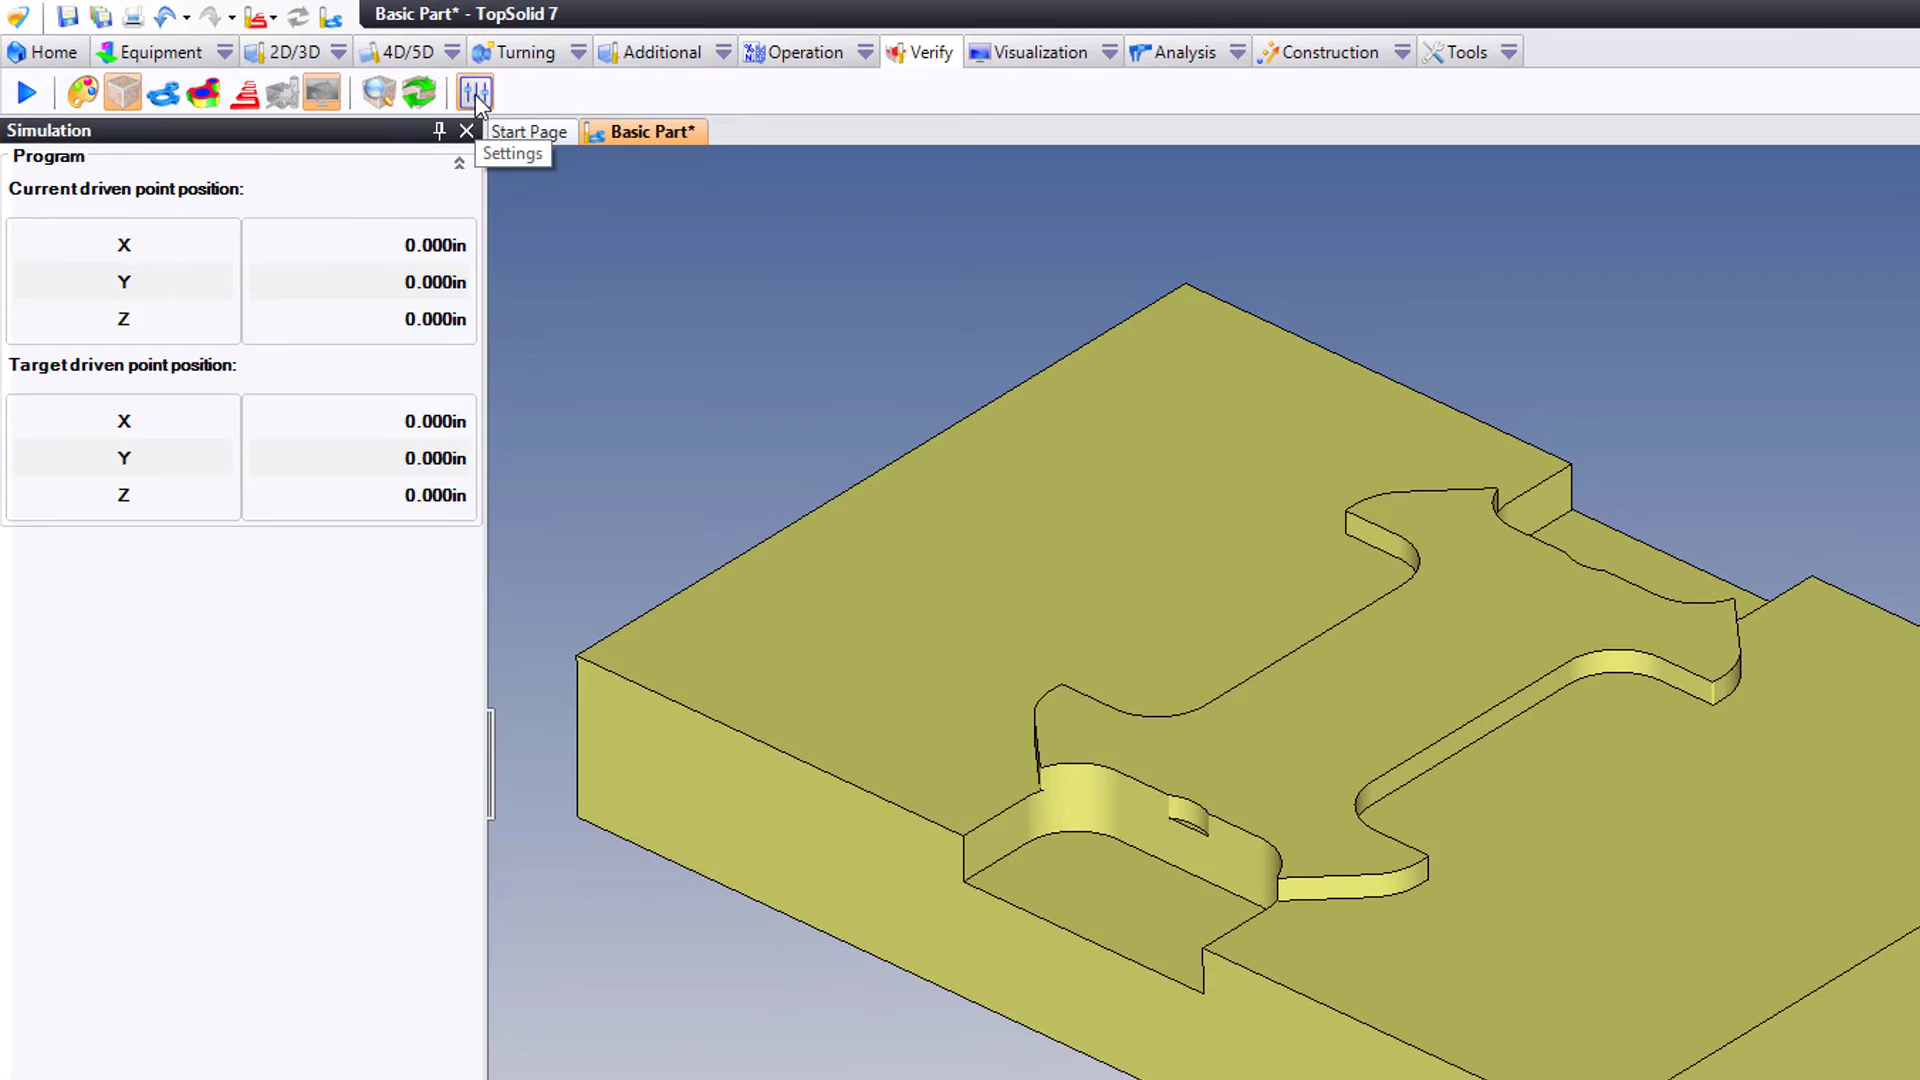 Basic Part* - TopSolid 7
Home Equipment 2D/3D 4D/5D Turning Additional Operation Verify Visualization Analysis Construction Tools
Simulation
Start Page Basic Part*
Settings
Program
Current driven point position:
X 0.000in
Y 0.000in
Z 0.000in
Target driven point position:
X 0.000in
Y 0.000in
Z 0.000in